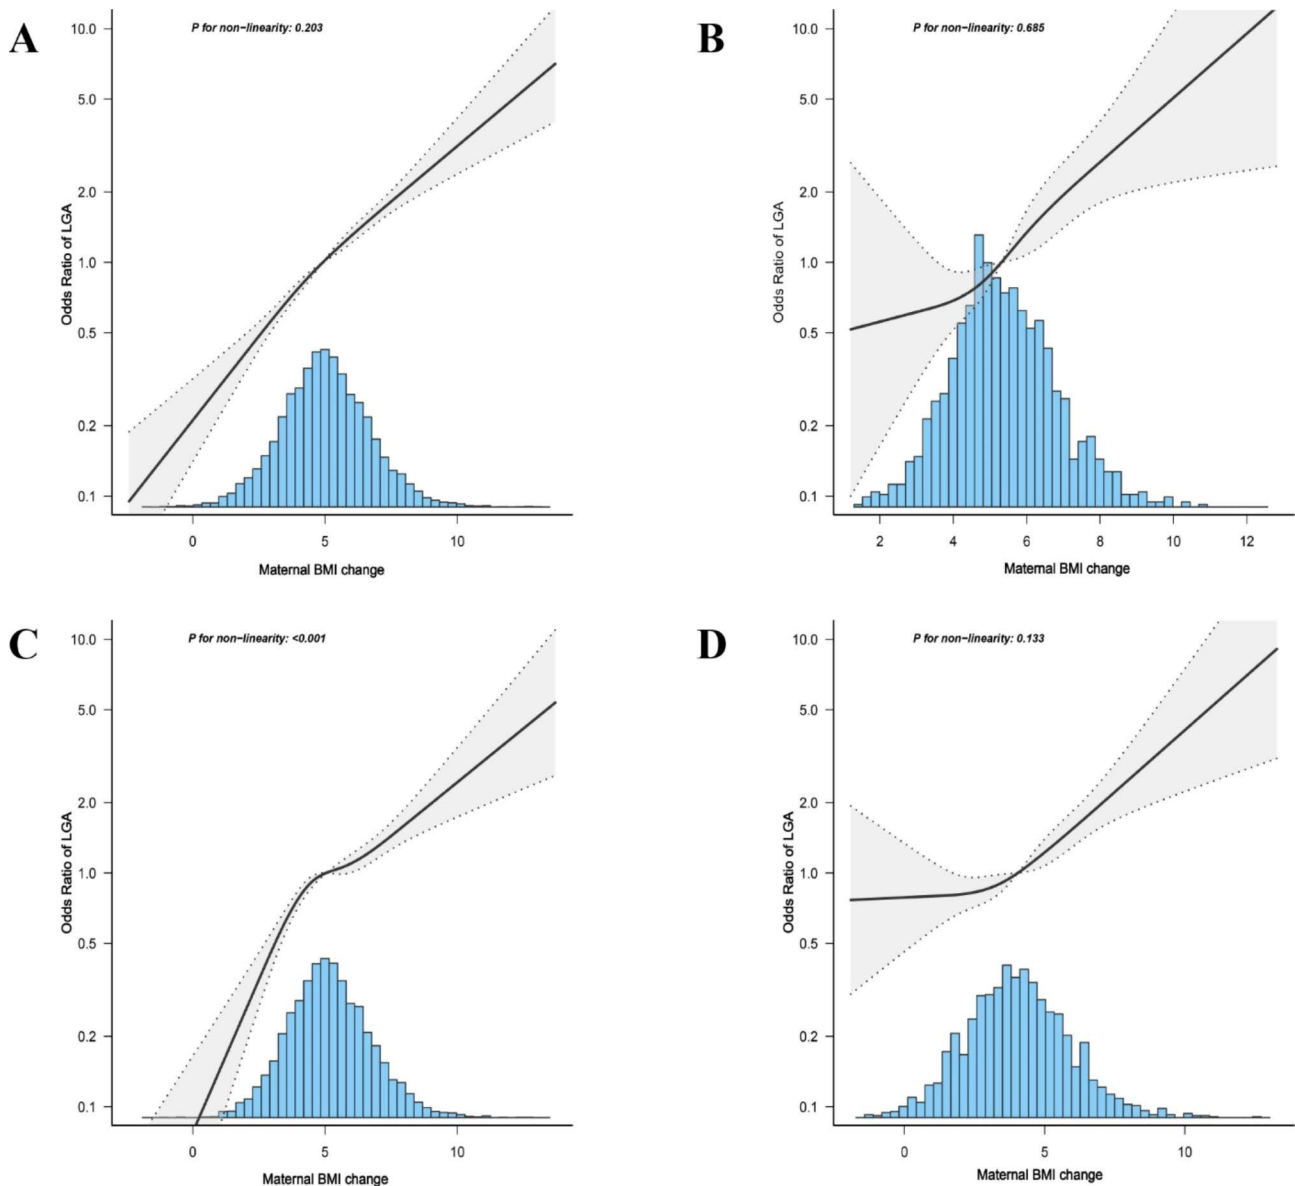 A
P for non−linearity: 0.203
10.0
5.0
2.0
1.0
0.5
0.2
0.1
Odds Ratio of LGA
0 5 10
Maternal BMI change
B
P for non−linearity: 0.685
10.0
5.0
2.0
1.0
0.5
0.2
0.1
Odds Ratio of LGA
2 4 6 8 10 12
Maternal BMI change
C
P for non−linearity: <0.001
10.0
5.0
2.0
1.0
0.5
0.2
0.1
Odds Ratio of LGA
0 5 10
Maternal BMI change
D
P for non−linearity: 0.133
10.0
5.0
2.0
1.0
0.5
0.2
0.1
Odds Ratio of LGA
0 5 10
Maternal BMI change